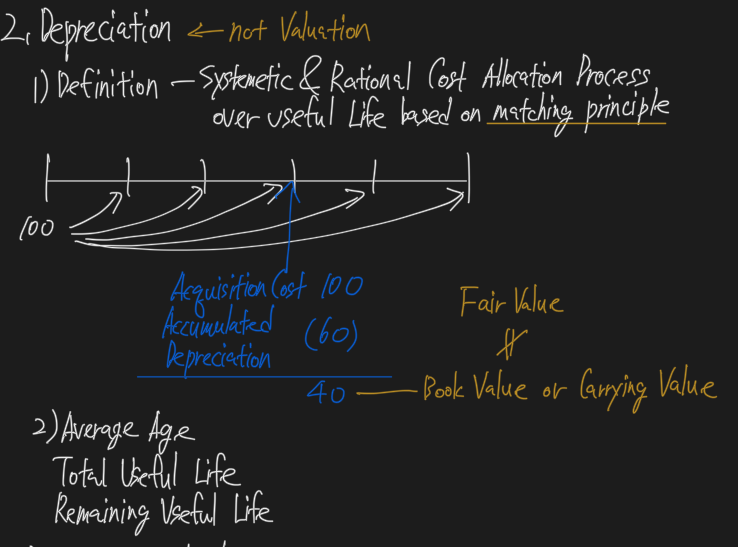 2. Depreciation ← not Valuation
1) Definition — Systemetic & Rational Cost Allocation Process
over useful Life based on matching principle
100
Acquisition Cost 100
Accumulated
Depreciation (60)
40 — Book Value or Carrying Value
Fair Value
≠
2) Average Age
Total Useful Life
Remaining Useful Life